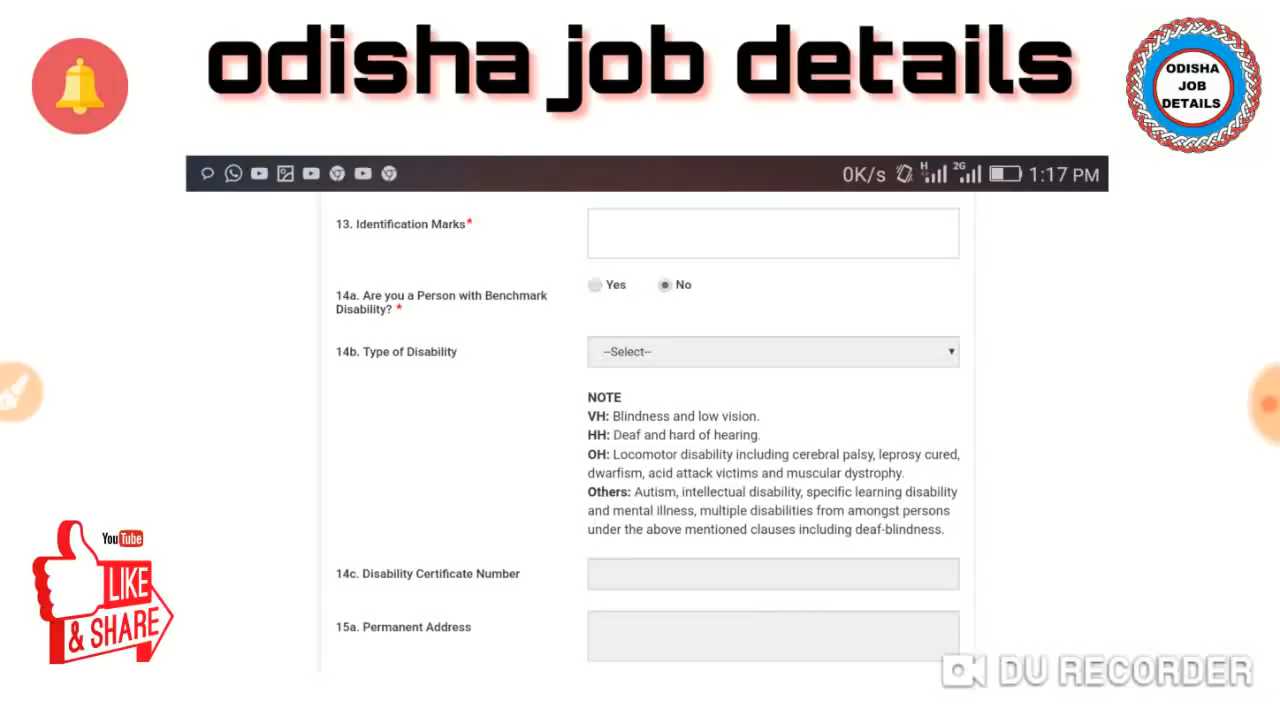 odisha job details
ODISHA
JOB
DETAILS
0K/s H 2G 1:17 PM
13. Identification Marks*
Yes No
14a. Are you a Person with Benchmark
Disability? *
14b. Type of Disability
--Select--
NOTE
VH: Blindness and low vision.
HH: Deaf and hard of hearing.
OH: Locomotor disability including cerebral palsy, leprosy cured,
dwarfism, acid attack victims and muscular dystrophy.
Others: Autism, intellectual disability, specific learning disability
and mental illness, multiple disabilities from amongst persons
under the above mentioned clauses including deaf-blindness.
14c. Disability Certificate Number
15a. Permanent Address
YouTube
LIKE
& SHARE
DU RECORDER